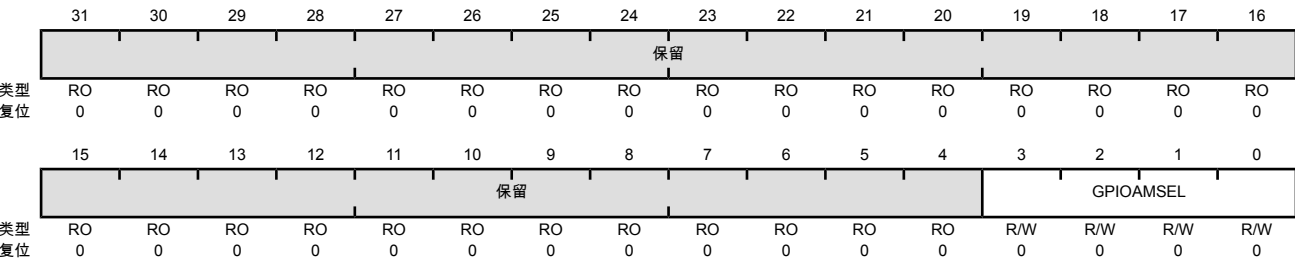 31 30 29 28 27 26 25 24 23 22 21 20 19 18 17 16
保留
类型 RO RO RO RO RO RO RO RO RO RO RO RO RO RO RO RO
复位 0 0 0 0 0 0 0 0 0 0 0 0 0 0 0 0
15 14 13 12 11 10 9 8 7 6 5 4 3 2 1 0
保留 GPIOAMSEL
类型 RO RO RO RO RO RO RO RO RO RO RO RO R/W R/W R/W R/W
复位 0 0 0 0 0 0 0 0 0 0 0 0 0 0 0 0